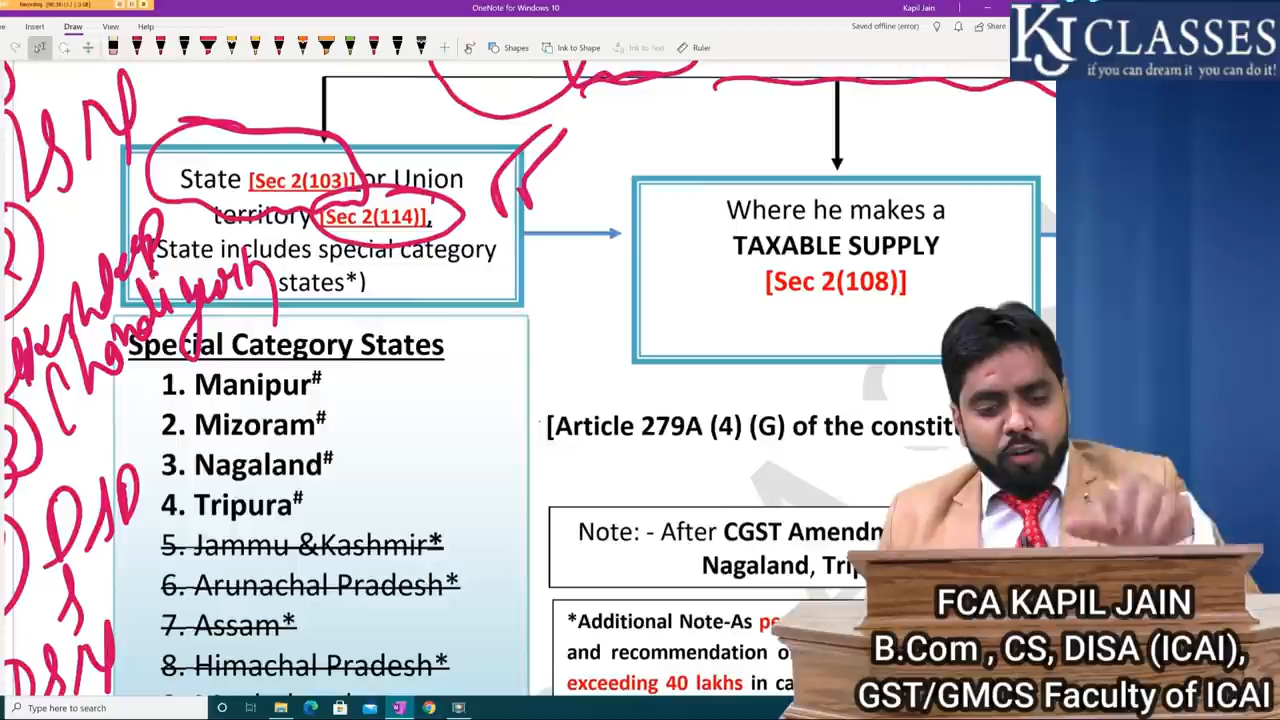 OneNote for Windows 10
Kapil Jain
Insert Draw History View Help
Saved offline (error)
Share
Shapes
Ink to Shape
Ink to Text
Ruler
KJ CLASSES
if you can dream it you can do it!
State [Sec 2(103)] or Union
territory [Sec 2(114)],
(State includes special category
states*)
Where he makes a
TAXABLE SUPPLY
[Sec 2(108)]
Special Category States
1. Manipur#
2. Mizoram#
3. Nagaland#
4. Tripura#
5. Jammu &Kashmir*
6. Arunachal Pradesh*
7. Assam*
8. Himachal Pradesh*
[Article 279A (4) (G) of the constit
Note: - After CGST Amendm
Nagaland, Trip
*Additional Note-As pe
and recommendation o
exceeding 40 lakhs in ca
Chandigarh
FCA KAPIL JAIN
B.Com , CS, DISA (ICAI),
GST/GMCS Faculty of ICAI
Type here to search